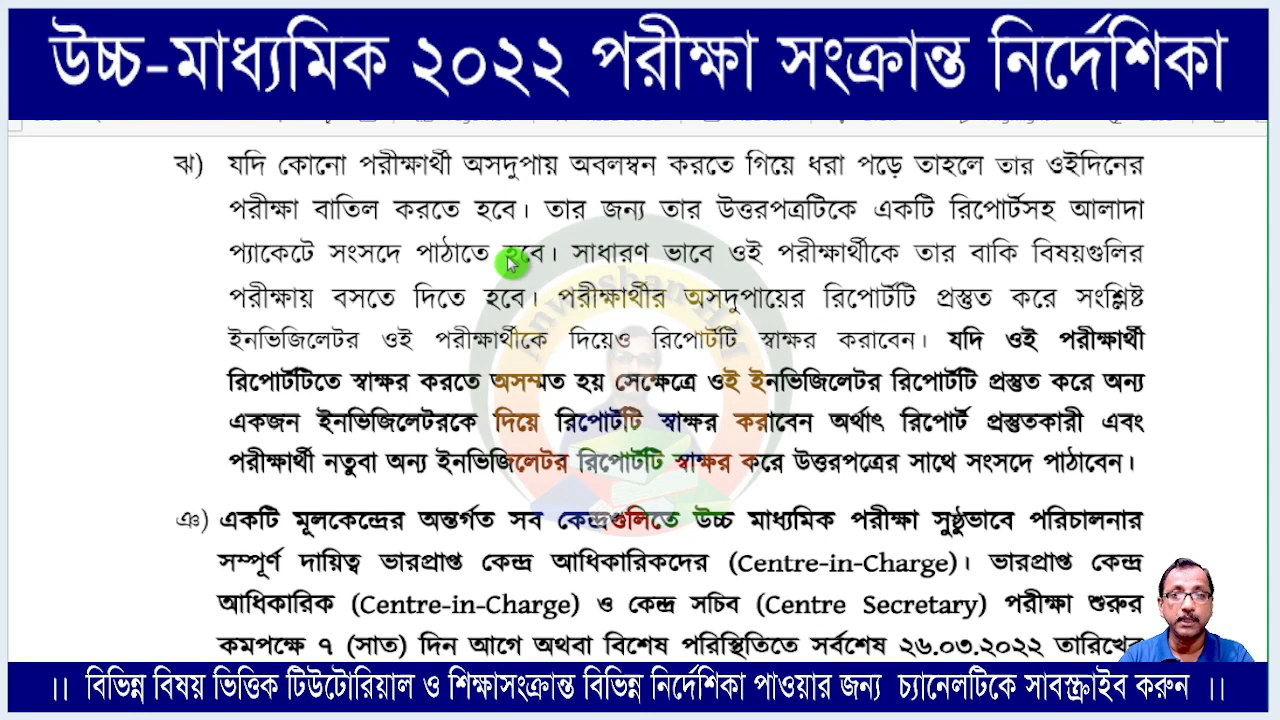 উচ্চ-মাধ্যমিক ২০২২ পরীক্ষা সংক্রান্ত নির্দেশিকা
ঝ) যদি কোনো পরীক্ষার্থী অসদুপায় অবলম্বন করতে গিয়ে ধরা পড়ে তাহলে তার ওইদিনের
পরীক্ষা বাতিল করতে হবে। তার জন্য তার উত্তরপত্রটিকে একটি রিপোর্টসহ আলাদা
প্যাকেটে সংসদে পাঠাতে হবে। সাধারণ ভাবে ওই পরীক্ষার্থীকে তার বাকি বিষয়গুলির
পরীক্ষায় বসতে দিতে হবে। পরীক্ষার্থীর অসদুপায়ের রিপোর্টটি প্রস্তুত করে সংশ্লিষ্ট
ইনভিজিলেটর ওই পরীক্ষার্থীকে দিয়েও রিপোর্টটি স্বাক্ষর করাবেন। যদি ওই পরীক্ষার্থী
রিপোর্টটিতে স্বাক্ষর করতে অসম্মত হয় সেক্ষেত্রে ওই ইনভিজিলেটর রিপোর্টটি প্রস্তুত করে অন্য
একজন ইনভিজিলেটরকে দিয়ে রিপোর্টটি স্বাক্ষর করাবেন অর্থাৎ রিপোর্ট প্রস্তুতকারী এবং
পরীক্ষার্থী নতুবা অন্য ইনভিজিলেটর রিপোর্টটি স্বাক্ষর করে উত্তরপত্রের সাথে সংসদে পাঠাবেন।
ঞ) একটি মূলকেন্দ্রের অন্তর্গত সব কেন্দ্রগুলিতে উচ্চ মাধ্যমিক পরীক্ষা সুষ্ঠুভাবে পরিচালনার
সম্পূর্ণ দায়িত্ব ভারপ্রাপ্ত কেন্দ্র আধিকারিকদের (Centre-in-Charge)। ভারপ্রাপ্ত কেন্দ্র
আধিকারিক (Centre-in-Charge) ও কেন্দ্র সচিব (Centre Secretary) পরীক্ষা শুরুর
কমপক্ষে ৭ (সাত) দিন আগে অথবা বিশেষ পরিস্থিতিতে সর্বশেষ ২৬.০৩.২০২২ তারিখের
।। বিভিন্ন বিষয় ভিত্তিক টিউটোরিয়াল ও শিক্ষাসংক্রান্ত বিভিন্ন নির্দেশিকা পাওয়ার জন্য চ্যানেলটিকে সাবস্ক্রাইব করুন ।।